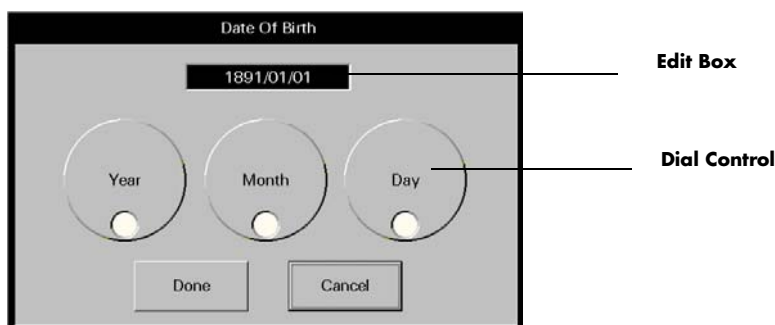 Date Of Birth
1891/01/01
Edit Box
Year
Month
Day
Dial Control
Done
Cancel